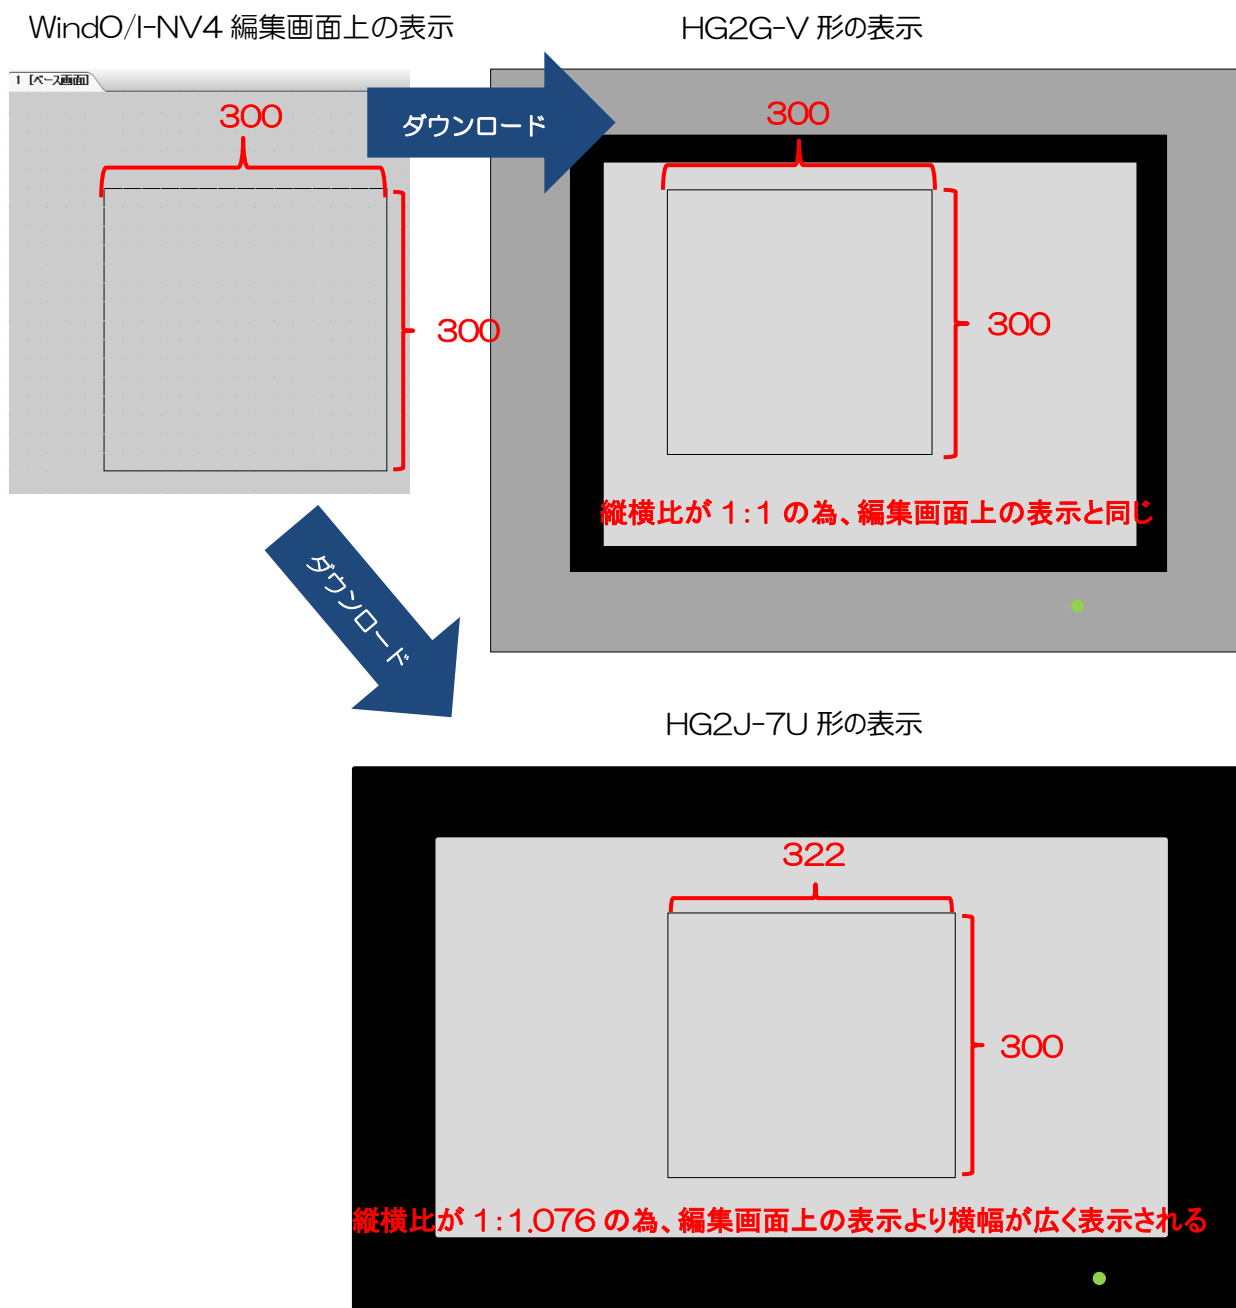 WindO/I-NV4 編集画面上の表示
HG2G-V 形の表示
1 [ベース画面]
300
300
ダウンロード
300
300
縦横比が 1:1 の為、編集画面上の表示と同じ
ダウンロード
HG2J-7U 形の表示
322
300
縦横比が 1:1.076 の為、編集画面上の表示より横幅が広く表示される